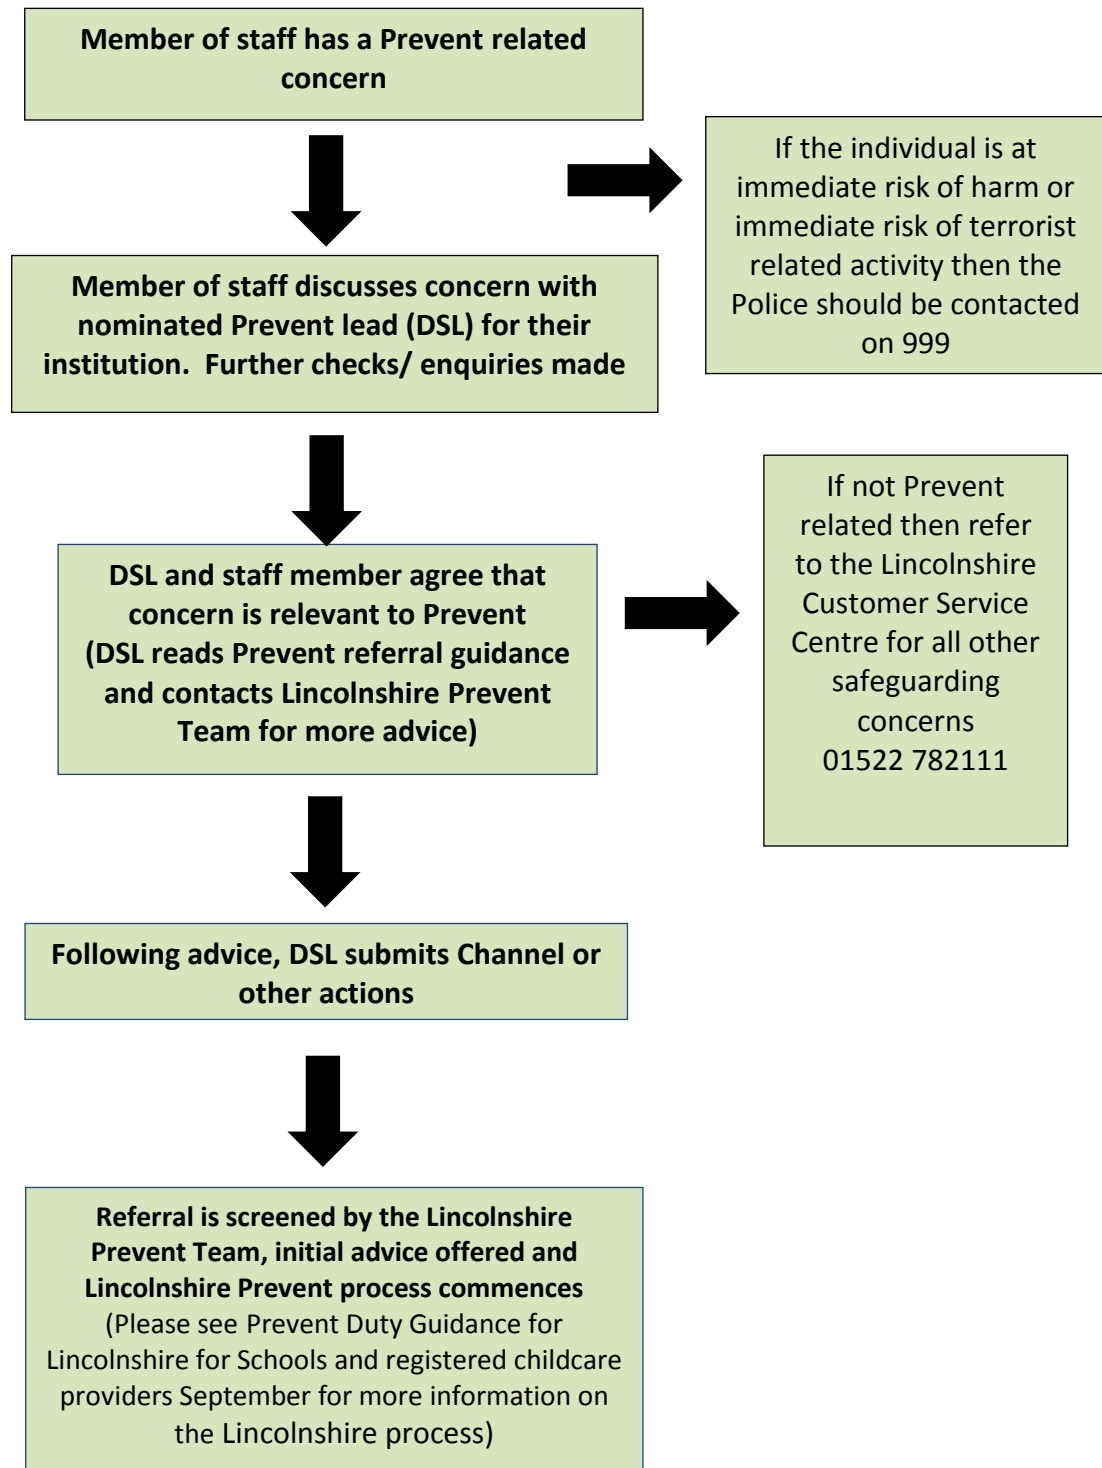 Member of staff has a Prevent related
concern
If the individual is at
immediate risk of harm or
immediate risk of terrorist
related activity then the
Police should be contacted
on 999
Member of staff discusses concern with
nominated Prevent lead (DSL) for their
institution.  Further checks/ enquiries made
If not Prevent
related then refer
to the Lincolnshire
Customer Service
Centre for all other
safeguarding
concerns
01522 782111
DSL and staff member agree that
concern is relevant to Prevent
(DSL reads Prevent referral guidance
and contacts Lincolnshire Prevent
Team for more advice)
Following advice, DSL submits Channel or
other actions
Referral is screened by the Lincolnshire
Prevent Team, initial advice offered and
Lincolnshire Prevent process commences
(Please see Prevent Duty Guidance for
Lincolnshire for Schools and registered childcare
providers September for more information on
the Lincolnshire process)